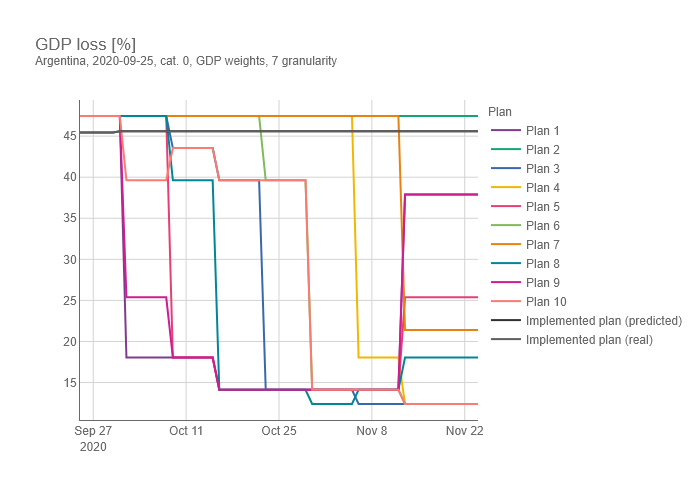 GDP loss [%]
Argentina, 2020-09-25, cat. 0, GDP weights, 7 granularity
Plan
45
40
35
30
25
20
15
Sep 27
2020
Oct 11
Oct 25
Nov 8
Nov 22
Plan 1
Plan 2
Plan 3
Plan 4
Plan 5
Plan 6
Plan 7
Plan 8
Plan 9
Plan 10
Implemented plan (predicted)
Implemented plan (real)